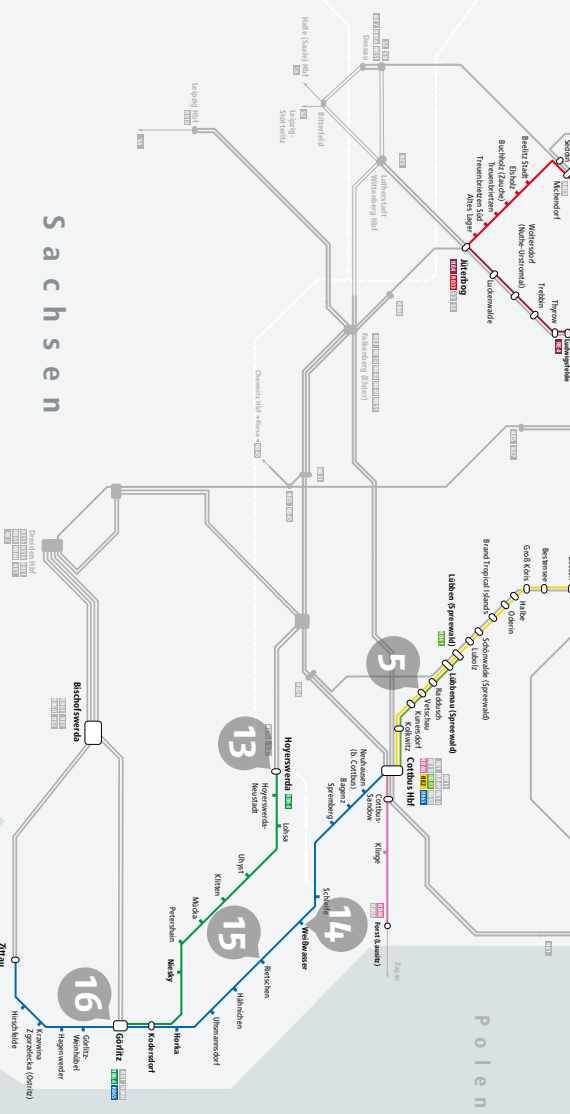 Halle (Saale) Hbf
Dessau
Leipzig Hbf
Leipzig-
Stötteritz
Bitterfeld
Lutherstadt
Wittenberg Hbf
Seddin
Michendorf
Beelitz Stadt
Elsholz
Buchholz (Zauche)
Treuenbrietzen
Treuenbrietzen Süd
Altes Lager
Jüterbog
Luckenwalde
Woltersdorf
(Nuthe-Urstromtal)
Trebbin
Thyrow
Ludwigsfelde
Sachsen
Falkenberg (Elster)
Chemnitz Hbf
Riesa
Dresden Hbf
Bestensee
Groß Köris
Halbe
Oderin
Brand Tropical Islands
Schönwalde (Spreewald)
Lubolz
Lübben (Spreewald)
Lübbenau (Spreewald)
Raddusch
Vetschau
Kunersdorf
Kolkwitz
5
Cottbus Hbf
Cottbus-
Sandow
Klinge
Forst (Lausitz)
Zagan
Neuhausen
(b. Cottbus)
Bagenz
Spremberg
Schleife
14
Weißwasser
Rietschen
Hähnichen
Uhsmannsdorf
Bischofswerda
13
Hoyerswerda
RB64
Hoyerswerda-
Neustadt
Lohsa
Uhyst
Klitten
Mücka
Petershain
Niesky
15
Horka
Kodersdorf
16
Görlitz
Görlitz-
Weinhübel
Hagenwerder
Krzewina
Zgorzelecka (Ostritz)
Hirschfelde
Zittau
Polen